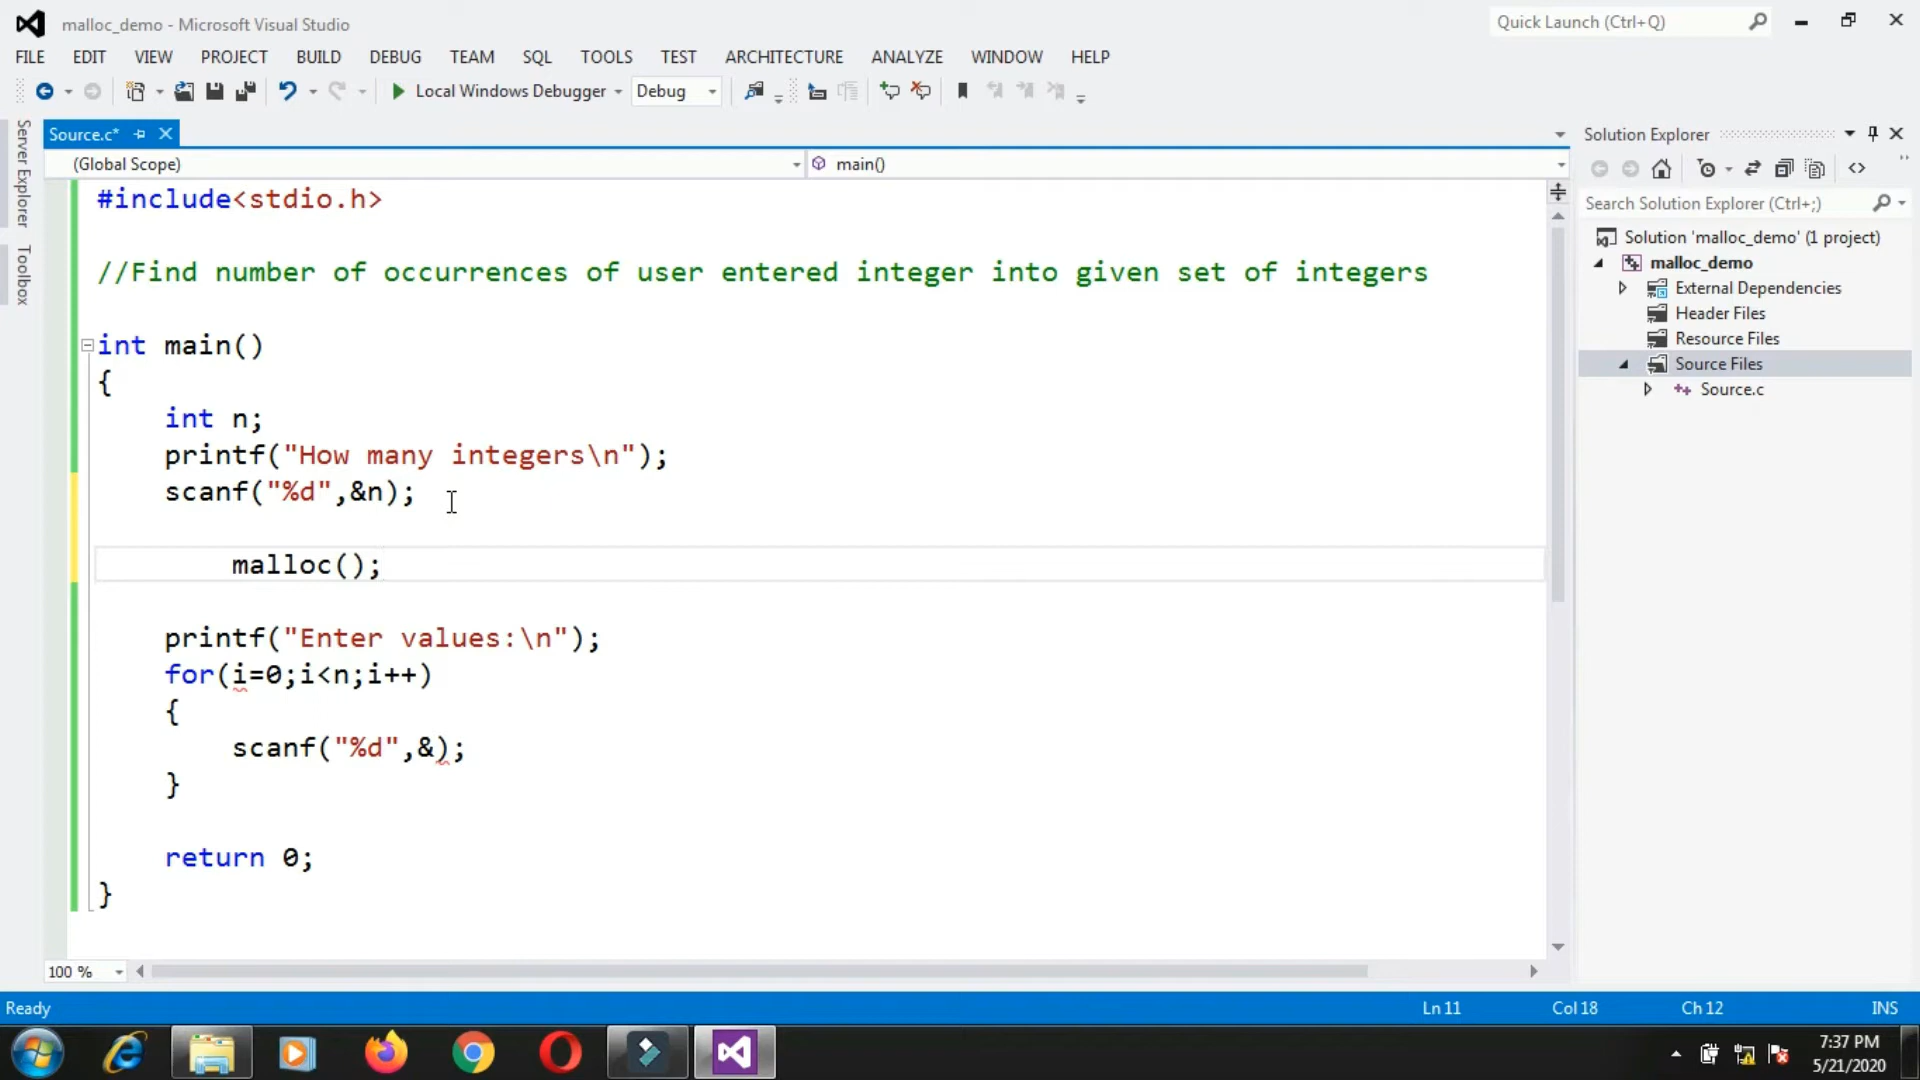 malloc_demo - Microsoft Visual Studio
Quick Launch (Ctrl+Q)
FILE EDIT VIEW PROJECT BUILD DEBUG TEAM SQL TOOLS TEST ARCHITECTURE ANALYZE WINDOW HELP
Local Windows Debugger Debug
Server Explorer
Toolbox
Source.c*
(Global Scope) main()
#include<stdio.h>
//Find number of occurrences of user entered integer into given set of integers
int main()
{
int n;
printf("How many integers\n");
scanf("%d",&n);
malloc();
printf("Enter values:\n");
for(i=0;i<n;i++)
{
scanf("%d",&);
}
return 0;
}
100 %
Solution Explorer
Search Solution Explorer (Ctrl+;)
Solution 'malloc_demo' (1 project)
malloc_demo
External Dependencies
Header Files
Resource Files
Source Files
Source.c
Ready Ln 11 Col 18 Ch 12 INS
7:37 PM
5/21/2020